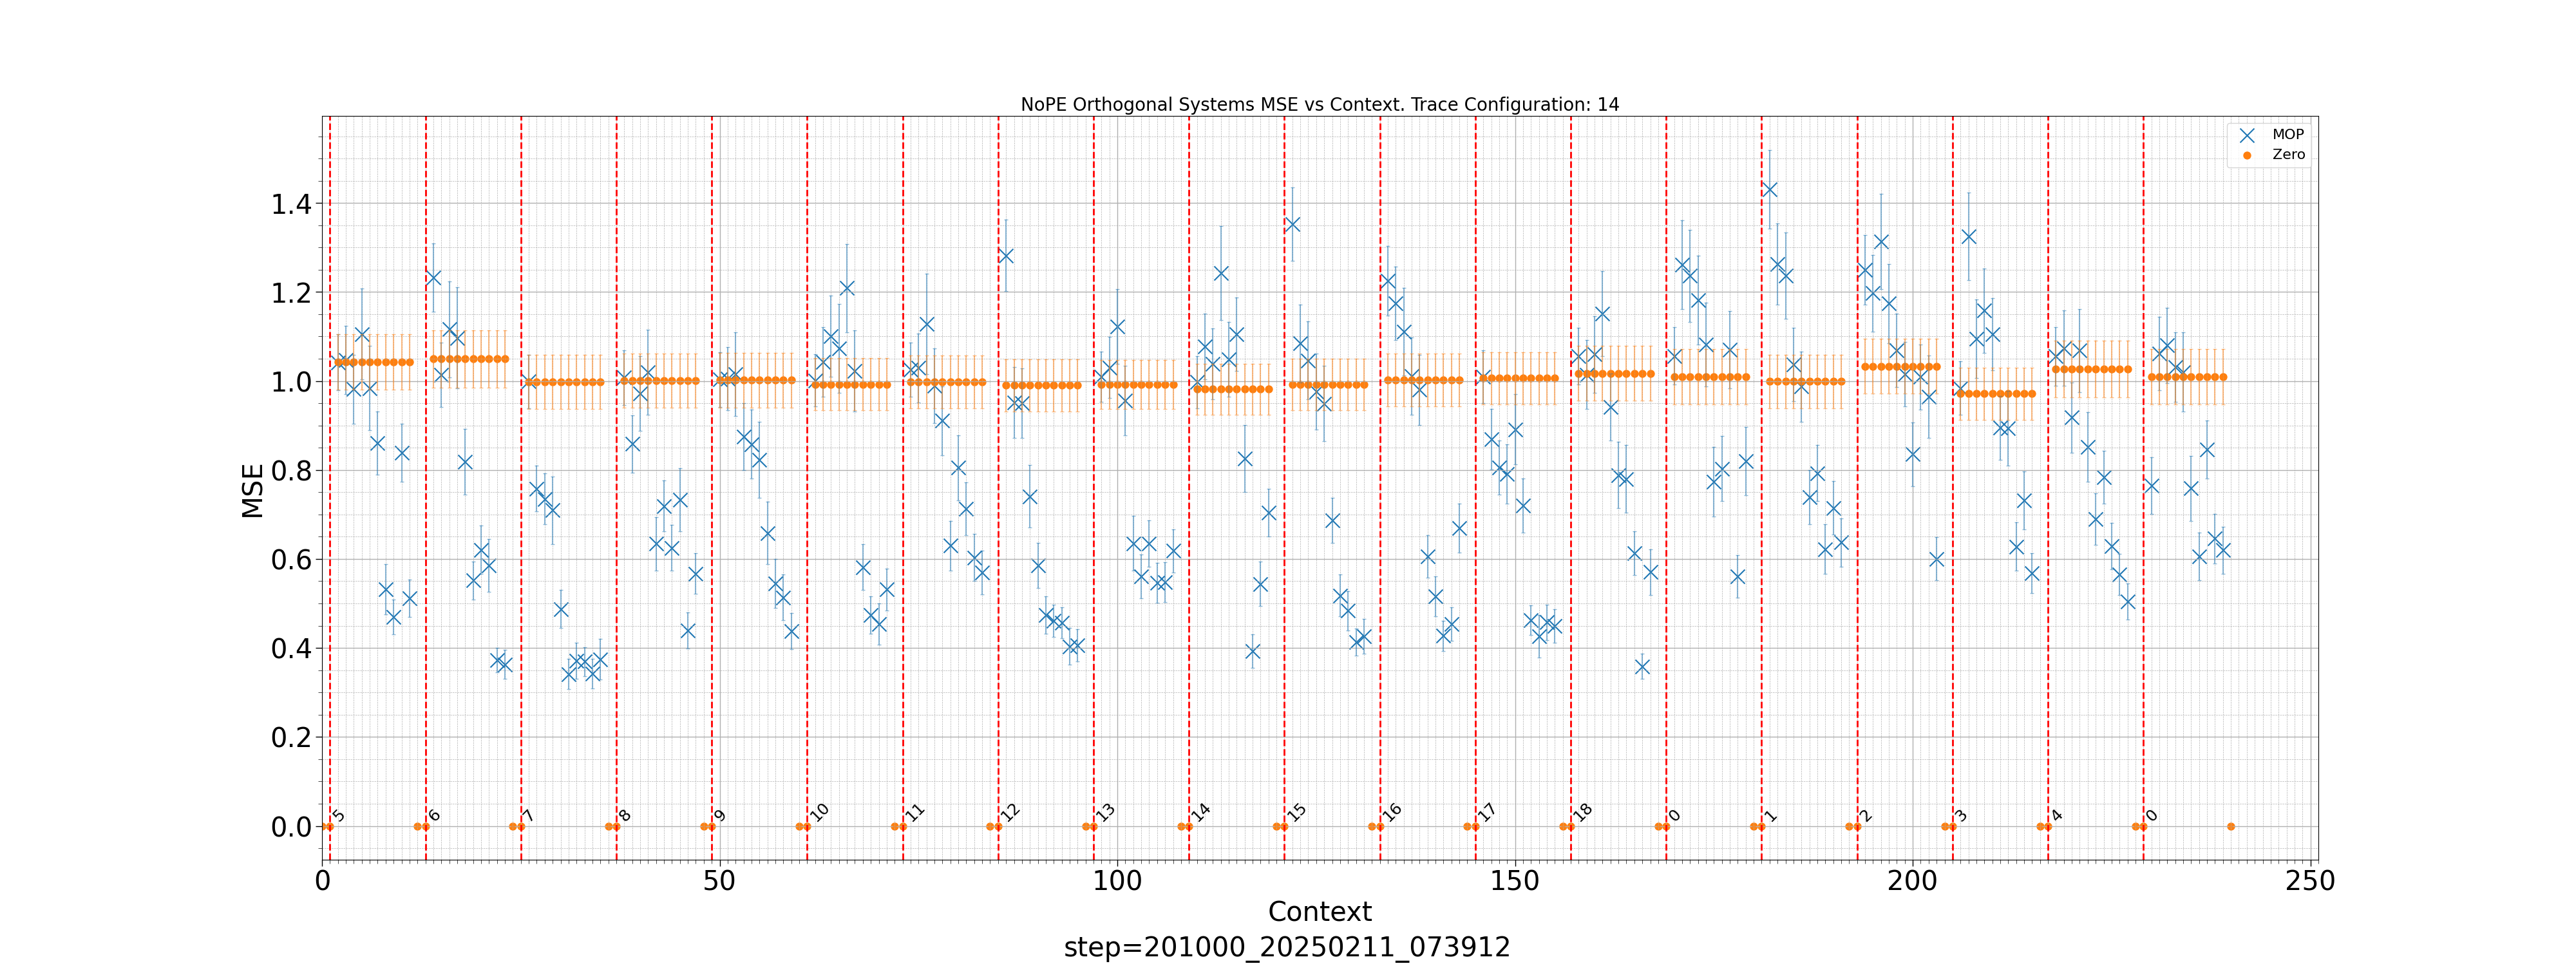 NoPE Orthogonal Systems MSE vs Context. Trace Configuration: 14
MOP
Zero
MSE
1.4
1.2
1.0
0.8
0.6
0.4
0.2
0.0
5 6 7 8 9 10 11 12 13 14 15 16 17 18 0 1 2 3 4 0
0 50 100 150 200 250
Context
step=201000_20250211_073912